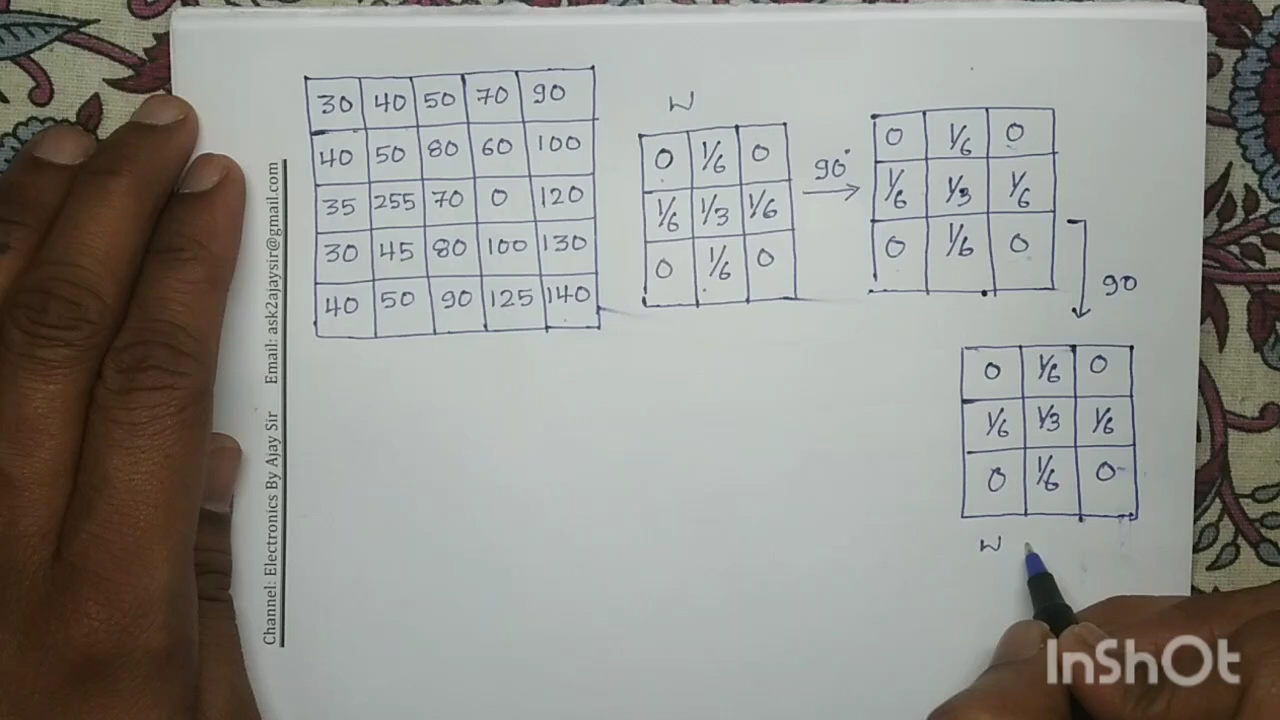 30 40 50 70 90
40 50 80 60 100
35 255 70 0 120
30 45 80 100 130
40 50 90 125 140
W
0 1/6 0
1/6 1/3 1/6
0 1/6 0
90°
0 1/6 0
1/6 1/3 1/6
0 1/6 0
90
0 1/6 0
1/6 1/3 1/6
0 1/6 0
W
Channel: Electronics By Ajay Sir Email: ask2ajaysir@gmail.com
InShOt